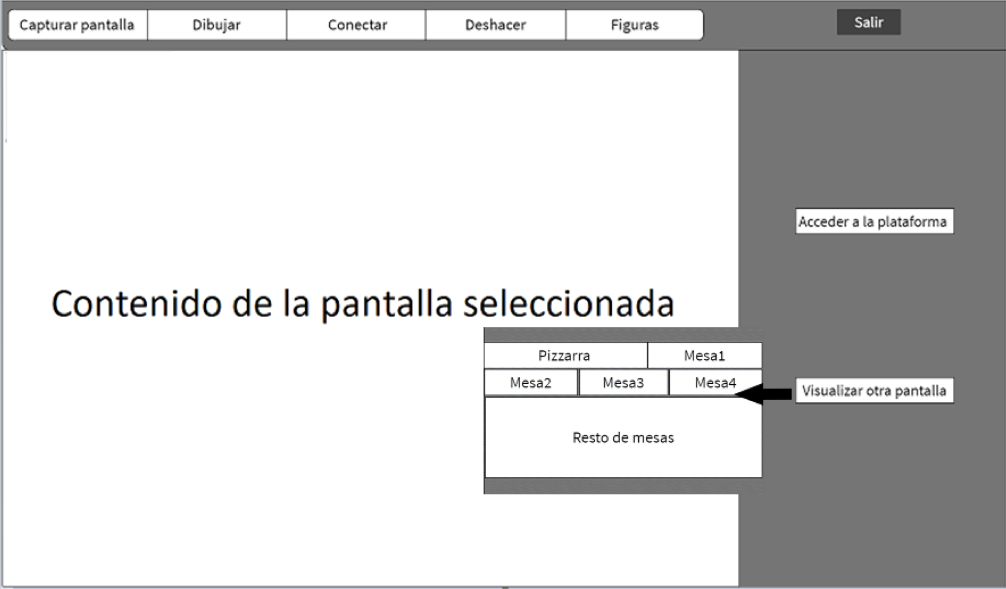 Capturar pantalla
Dibujar
Conectar
Deshacer
Figuras
Salir
Acceder a la plataforma
Contenido de la pantalla seleccionada
Pizzarra
Mesa1
Mesa2
Mesa3
Mesa4
Visualizar otra pantalla
Resto de mesas